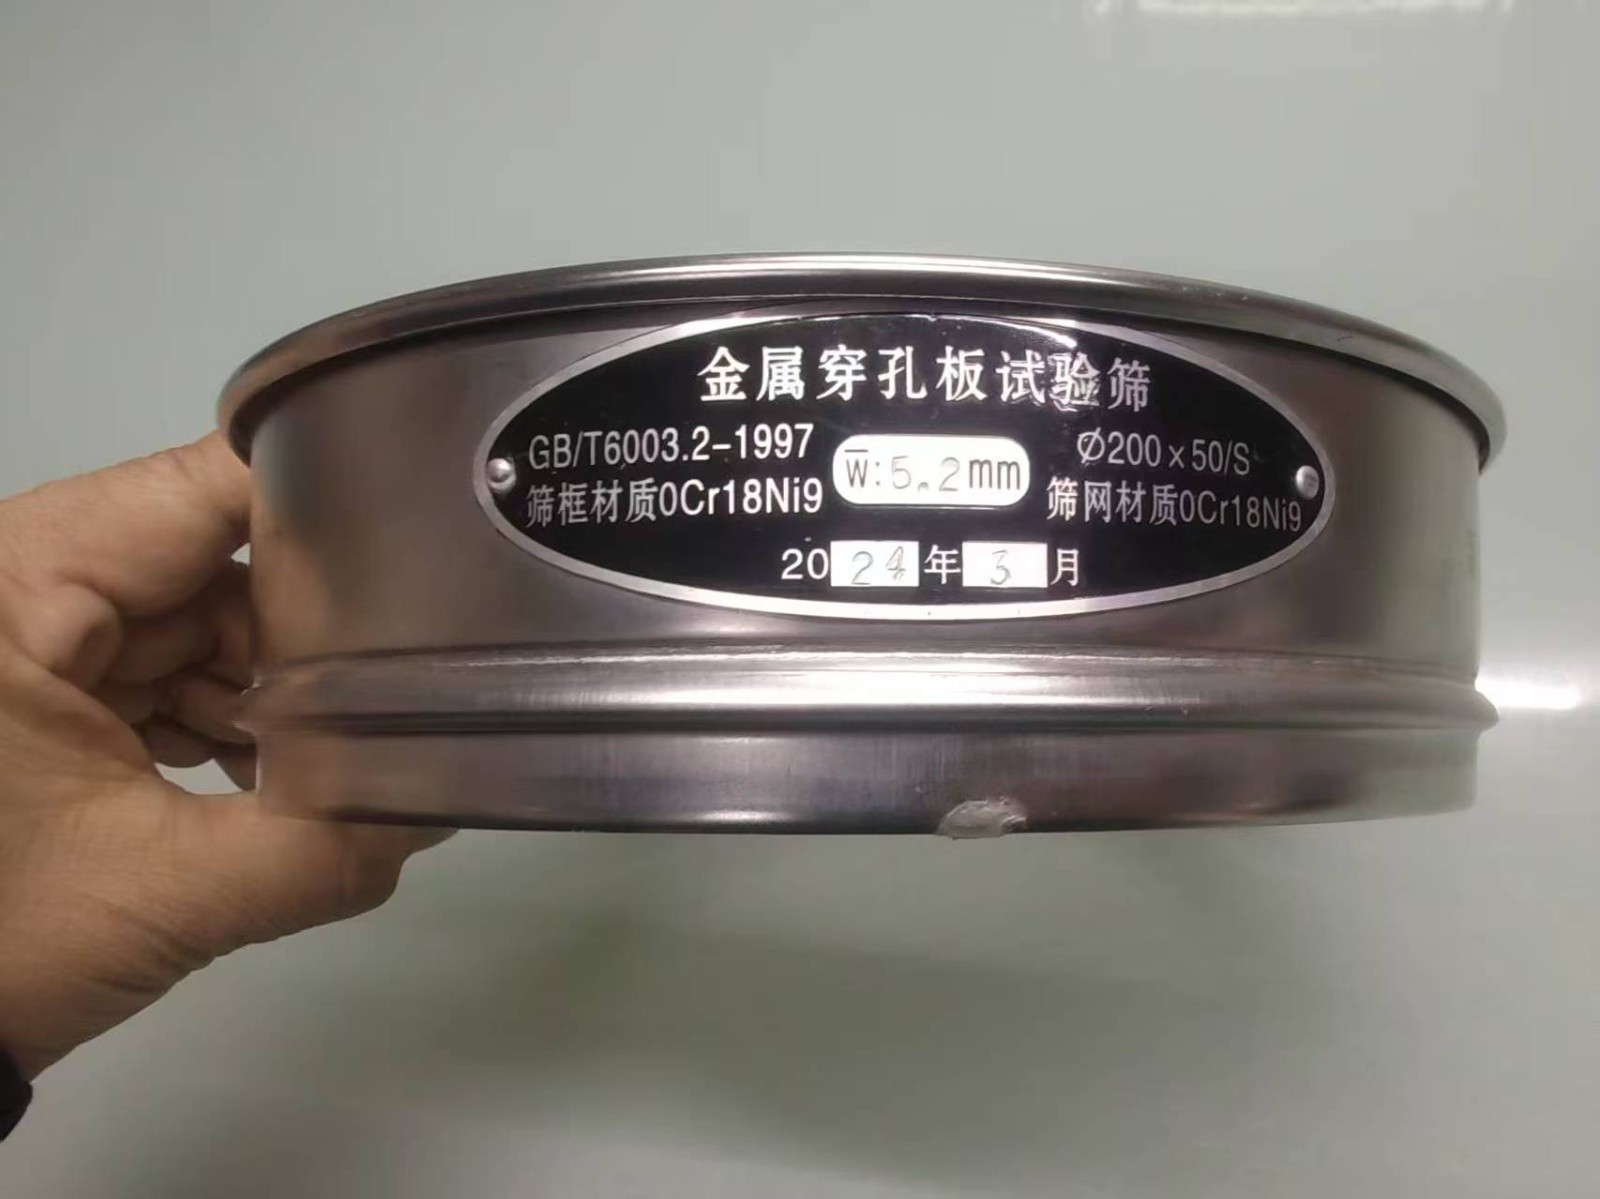 金属穿孔板试验筛
GB/T6003.2-1997
筛框材质0Cr18Ni9
w̅:5.2mm
Ø200×50/S
筛网材质0Cr18Ni9
2024年3月